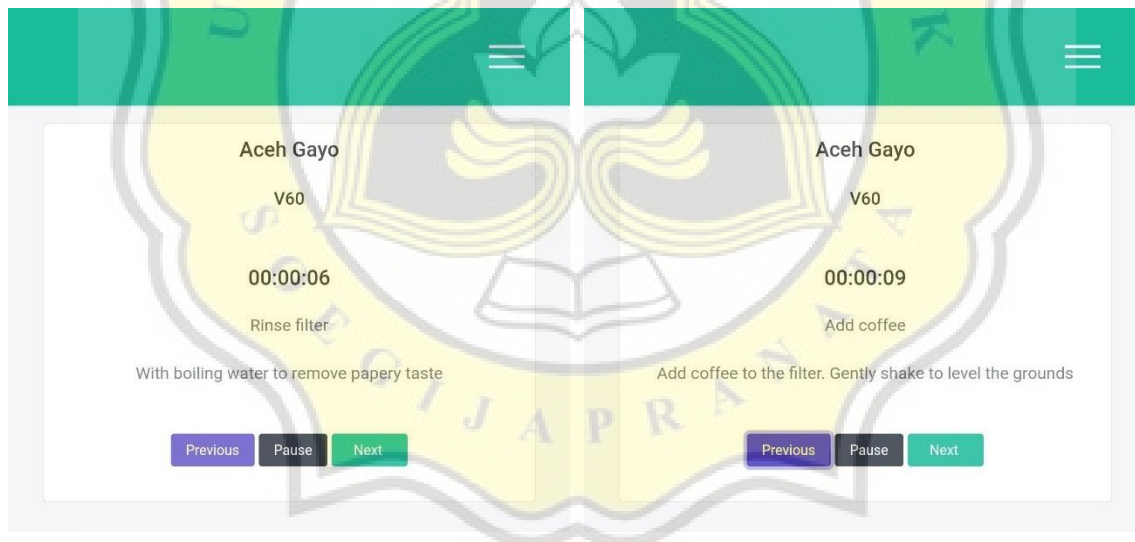 Aceh Gayo
V60
00:00:06
Rinse filter
With boiling water to remove papery taste
Previous Pause Next
Aceh Gayo
V60
00:00:09
Add coffee
Add coffee to the filter. Gently shake to level the grounds
Previous Pause Next
U K
SOEGIJAPRANATA